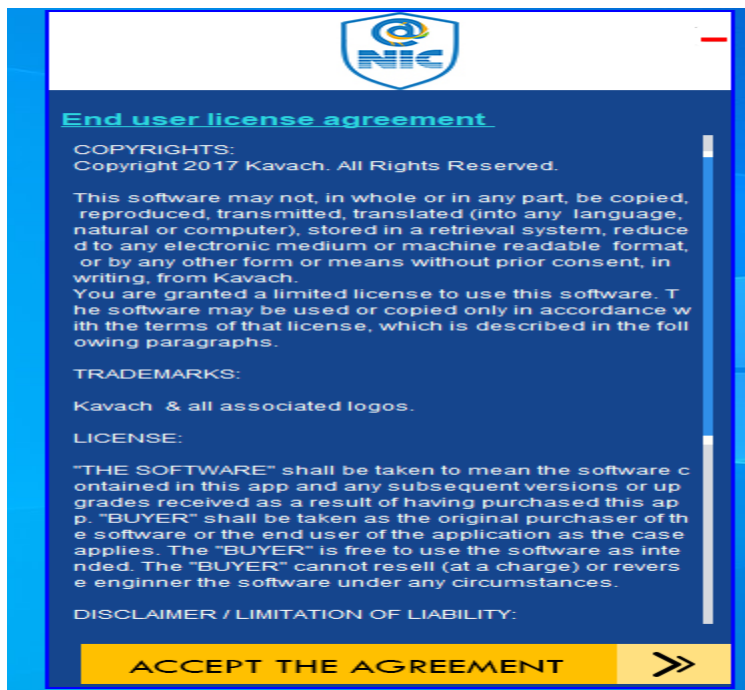 @
NIC
End user license agreement
COPYRIGHTS:
Copyright 2017 Kavach. All Rights Reserved.
This software may not, in whole or in any part, be copied,
reproduced, transmitted, translated (into any language,
natural or computer), stored in a retrieval system, reduce
d to any electronic medium or machine readable format,
or by any other form or means without prior consent, in
writing, from Kavach.
You are granted a limited license to use this software. T
he software may be used or copied only in accordance w
ith the terms of that license, which is described in the foll
owing paragraphs.
TRADEMARKS:
Kavach & all associated logos.
LICENSE:
"THE SOFTWARE" shall be taken to mean the software c
ontained in this app and any subsequent versions or up
grades received as a result of having purchased this ap
p. "BUYER" shall be taken as the original purchaser of th
e software or the end user of the application as the case
applies. The "BUYER" is free to use the software as inte
nded. The "BUYER" cannot resell (at a charge) or revers
e enginner the software under any circumstances.
DISCLAIMER / LIMITATION OF LIABILITY:
ACCEPT THE AGREEMENT >>